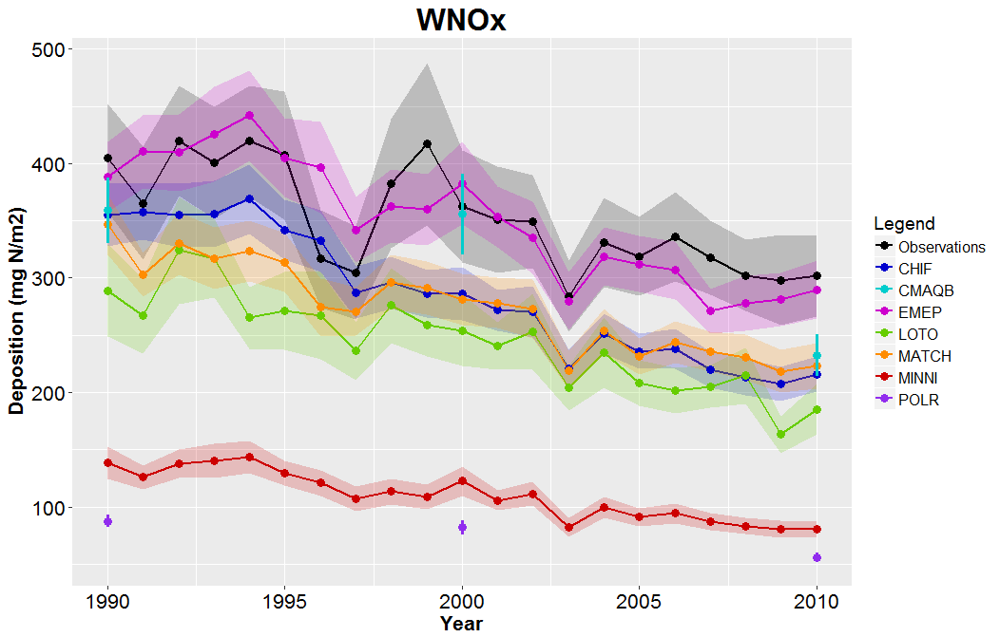 WNOx
500
400
300
200
100
Deposition (mg N/m2)
1990
1995
2000
2005
2010
Year
Legend
Observations
CHIF
CMAQB
EMEP
LOTO
MATCH
MINNI
POLR